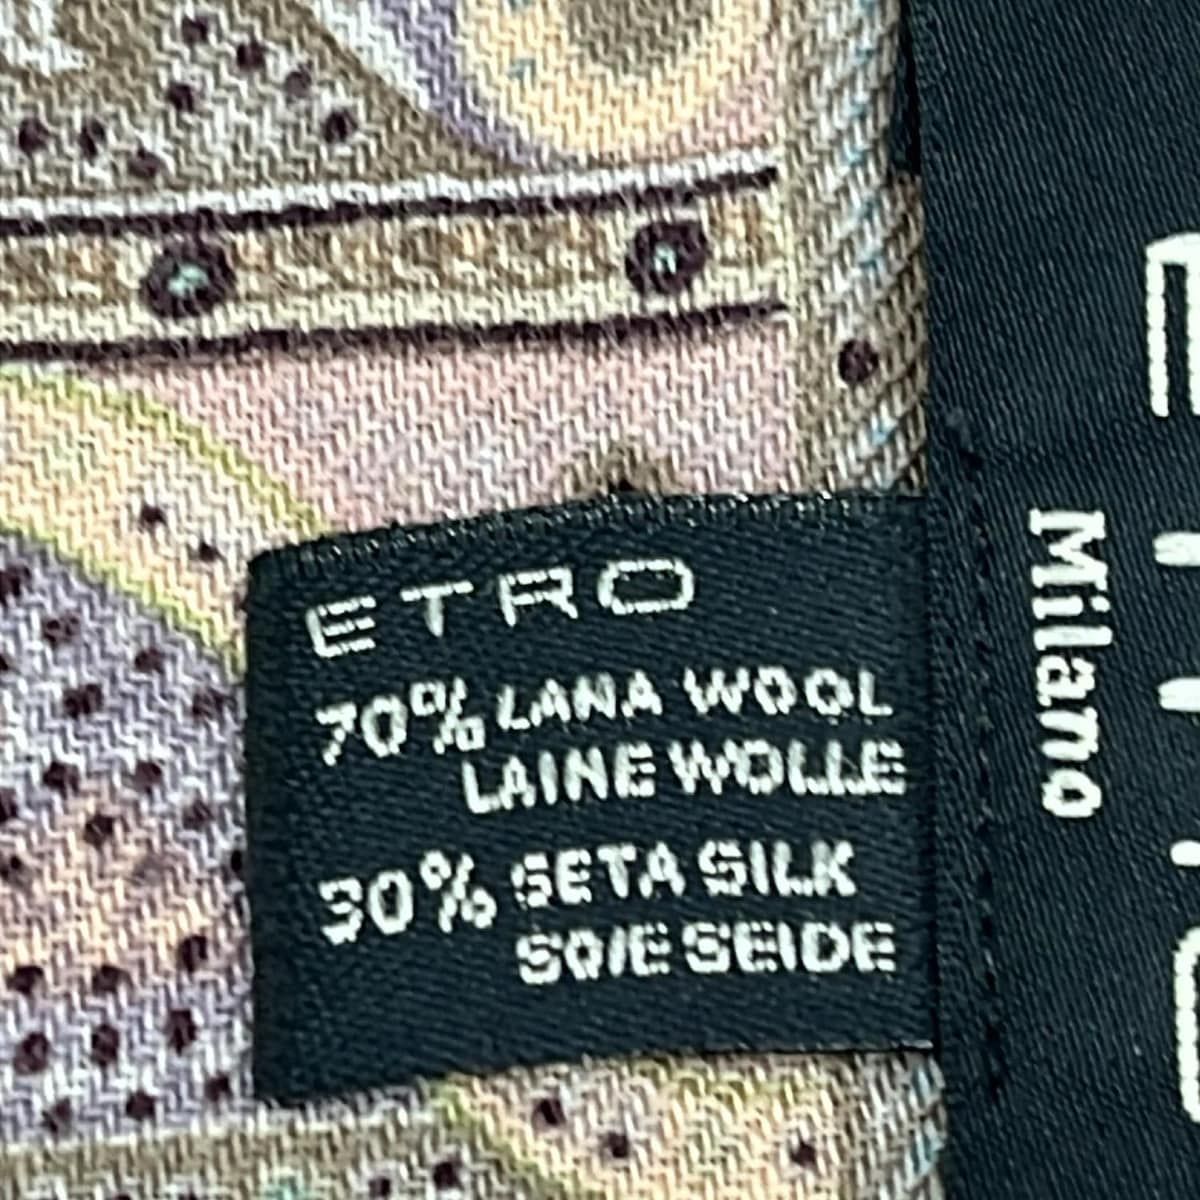 ETRO
70% LANA WOOL
LAINE WOLLE
30% SETA SILK
SOIE SEIDE
Milano